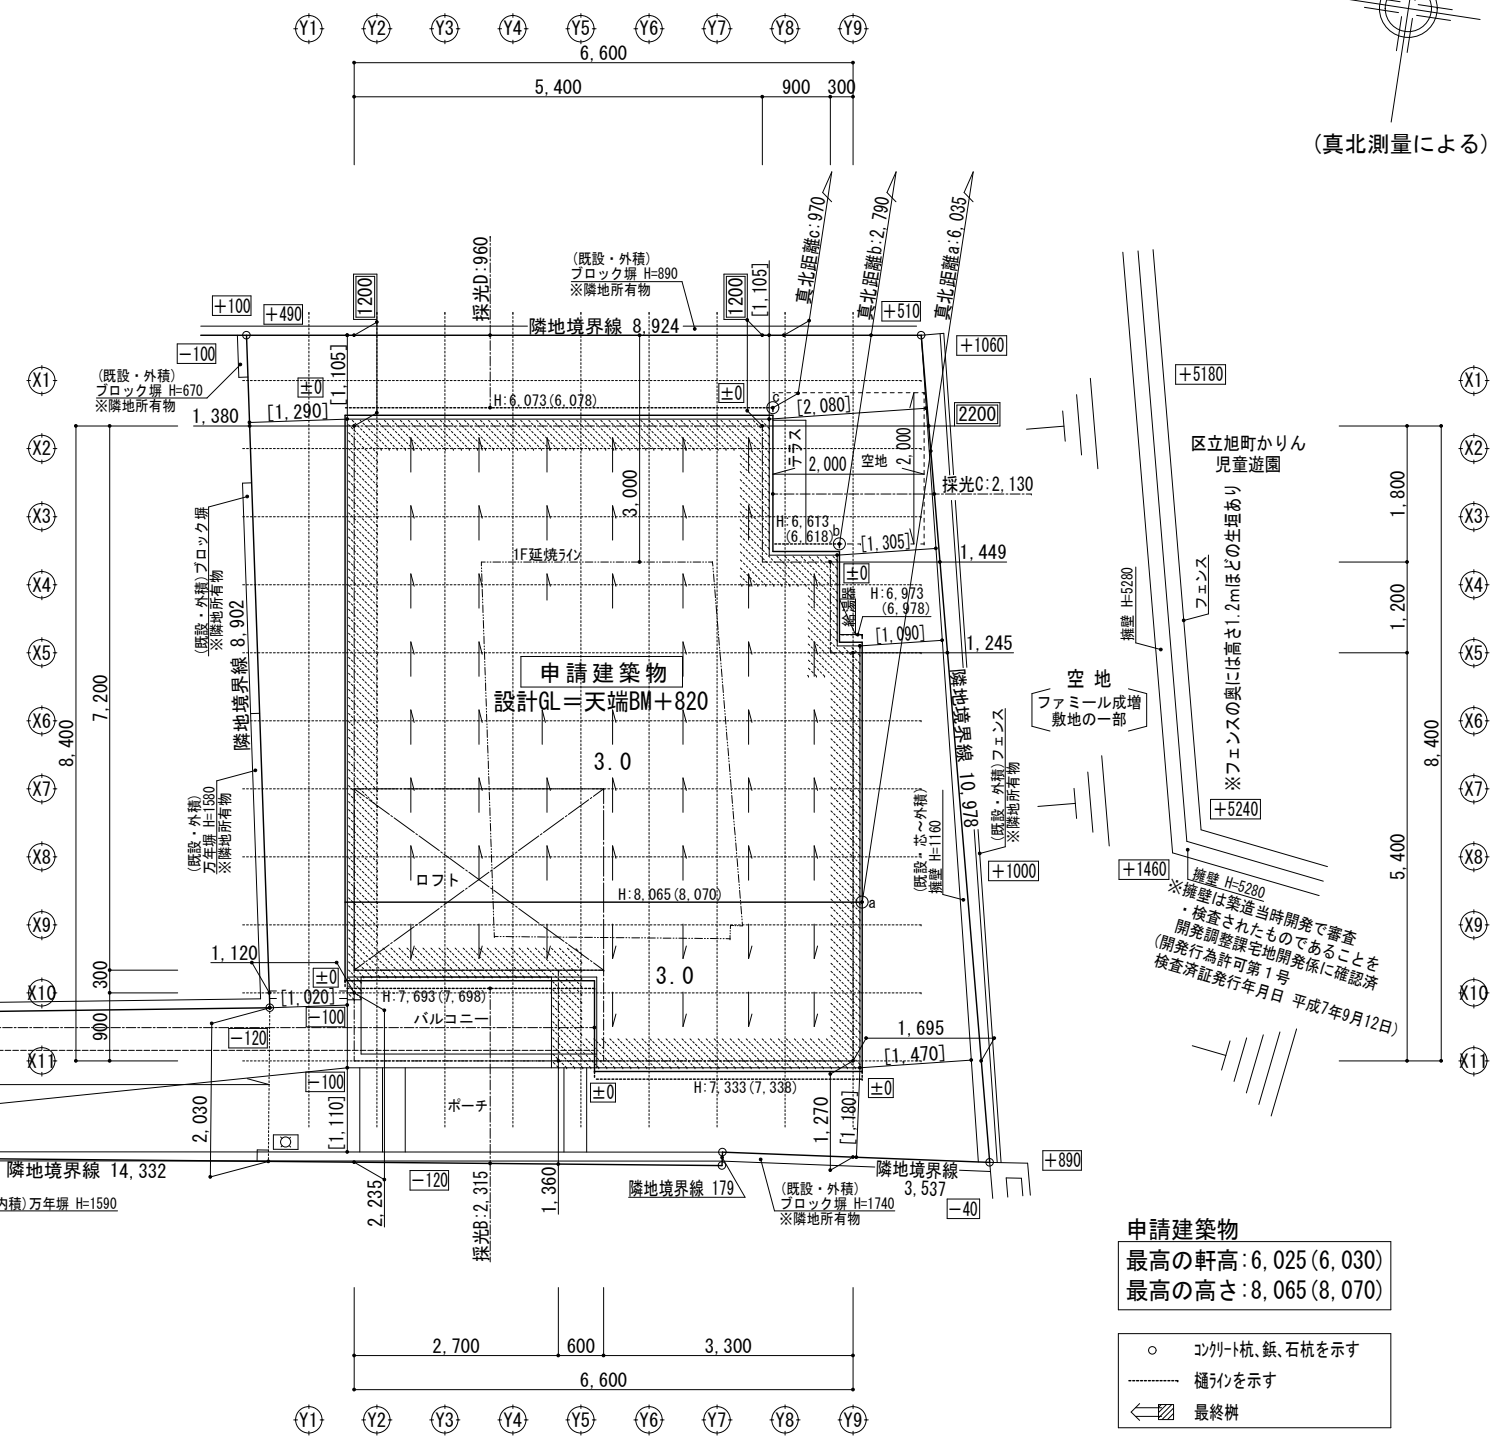 Y1
Y2
Y3
Y4
Y5
Y6
Y7
Y8
Y9
6,600
5,400
900
300
(真北測量による)
真北距離c:970
真北距離b:2,790
真北距離a:6,035
採光D:960
(既設・外積)
ブロック塀 H=890
※隣地所有物
1200
1200
[1,105]
[1,105]
+100
+490
隣地境界線 8,924
+510
+1060
-100
(既設・外積)
ブロック塀 H=670
※隣地所有物
±0
±0
1,380
[1,290]
H:6,073(6,078)
c
[2,080]
2200
テラス
2,000
空地
2,000
採光C:2,130
3,000
H:6,613
(6,618)
b
[1,305]
1,449
1F延焼ライン
±0
給湯器
H:6,973
(6,978)
[1,090]
1,245
(既設・外積)ブロック塀
※隣地所有物
隣地境界線 8,902
申請建築物
設計GL=天端BM+820
3.0
3.0
(既設・外積)
万年塀 H=1580
※隣地所有物
ロフト
H:8,065(8,070)
a
隣地境界線 10,978
(既設・外積)フェンス
※隣地所有物
(既設・芯~外積)
擁壁 H=1160
+1000
+5180
区立旭町かりん
児童遊園
※フェンスの奥には高さ1.2mほどの生垣あり
フェンス
擁壁 H=5280
空 地
ファミール成増
敷地の一部
+5240
+1460
擁壁 H=5280
※擁壁は築造当時開発で審査
・検査されたものであることを
開発調整課宅地開発係に確認済
(開発行為許可第1号
検査済証発行年月日 平成7年9月12日)
X1
X2
X3
X4
X5
X6
X7
X8
X9
X10
X11
8,400
7,200
300
900
X1
X2
X3
X4
X5
X6
X7
X8
X9
X10
X11
1,800
1,200
5,400
8,400
1,120
±0
[1,020]
-100
-120
H:7,693(7,698)
バルコニー
-100
±0
H:7,333(7,338)
±0
1,695
[1,470]
2,030
[1,110]
ポーチ
1,270
[1,180]
隣地境界線 14,332
内積)万年塀 H=1590
2,235
-120
採光B:2,315
1,360
隣地境界線 179
(既設・外積)
ブロック塀 H=1740
※隣地所有物
隣地境界線
3,537
-40
+890
2,700
600
3,300
6,600
Y1
Y2
Y3
Y4
Y5
Y6
Y7
Y8
Y9
申請建築物
最高の軒高:6,025(6,030)
最高の高さ:8,065(8,070)
コンクリート杭、鋲、石杭を示す
樋ラインを示す
最終桝